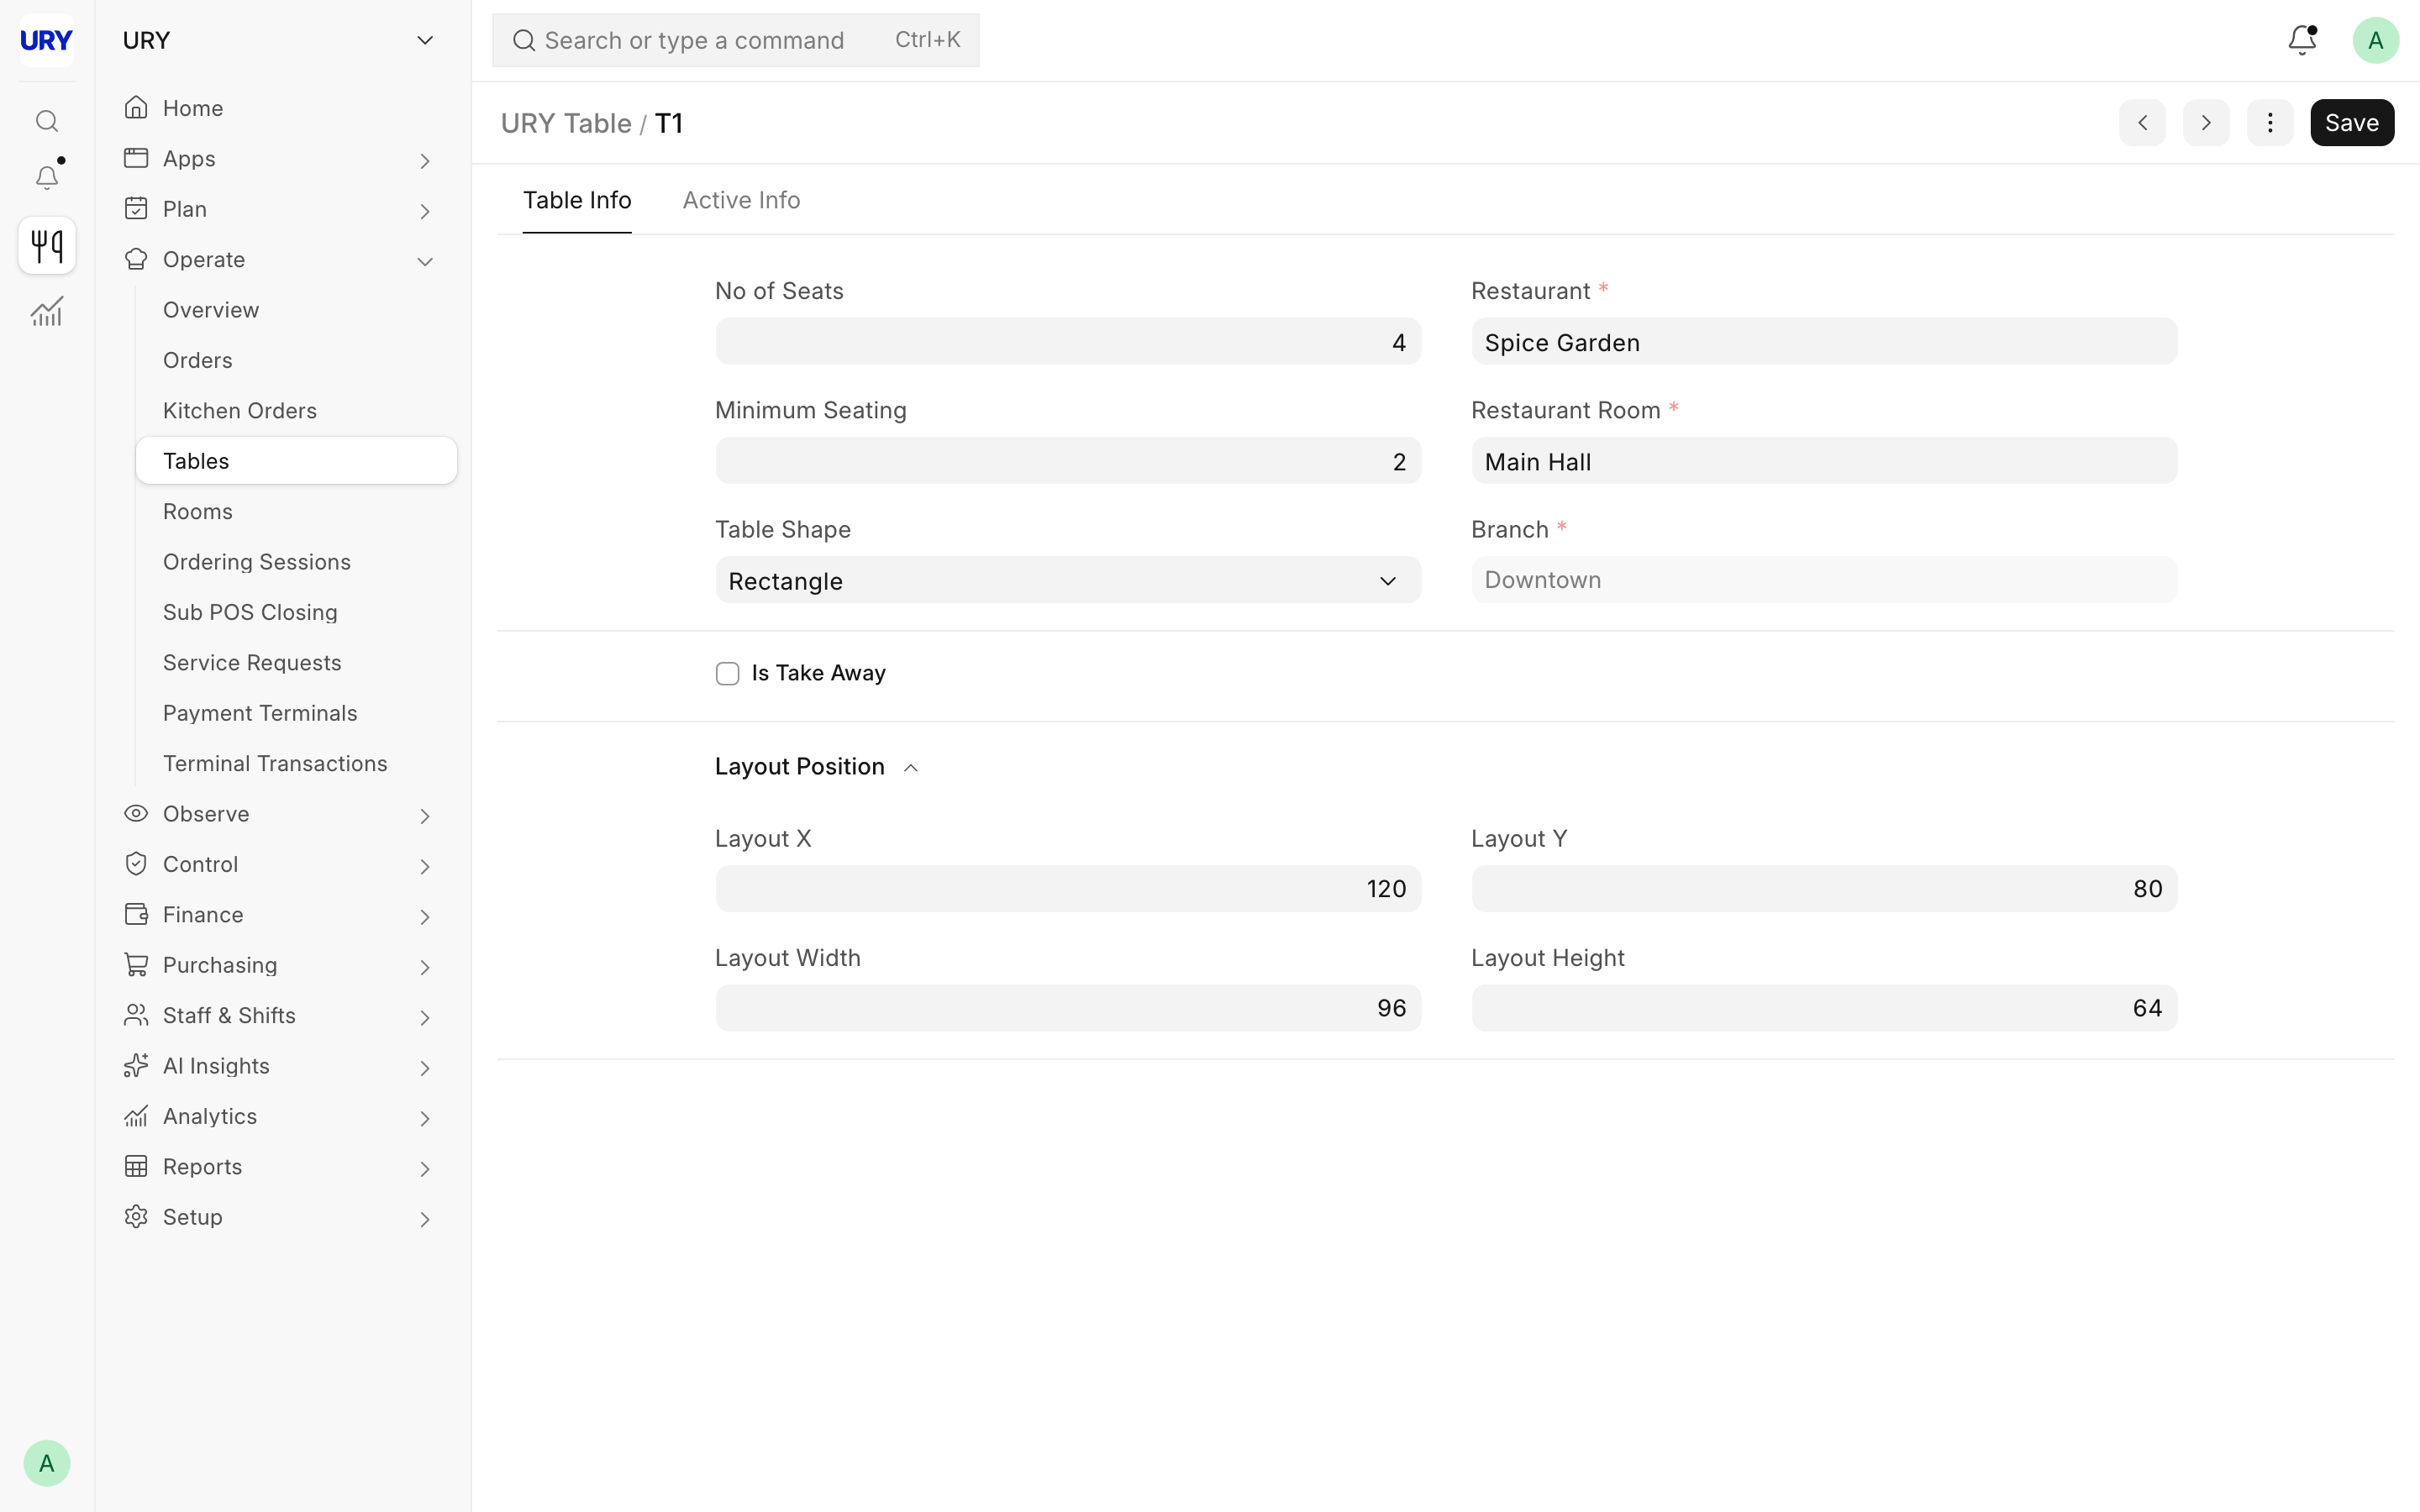 URY
URY
Search or type a command
Ctrl+K
A
Home
Apps
Plan
Operate
Overview
Orders
Kitchen Orders
Tables
Rooms
Ordering Sessions
Sub POS Closing
Service Requests
Payment Terminals
Terminal Transactions
Observe
Control
Finance
Purchasing
Staff & Shifts
AI Insights
Analytics
Reports
Setup
A
URY Table / T1
Save
Table Info
Active Info
No of Seats
4
Restaurant *
Spice Garden
Minimum Seating
2
Restaurant Room *
Main Hall
Table Shape
Rectangle
Branch *
Downtown
Is Take Away
Layout Position
Layout X
120
Layout Y
80
Layout Width
96
Layout Height
64